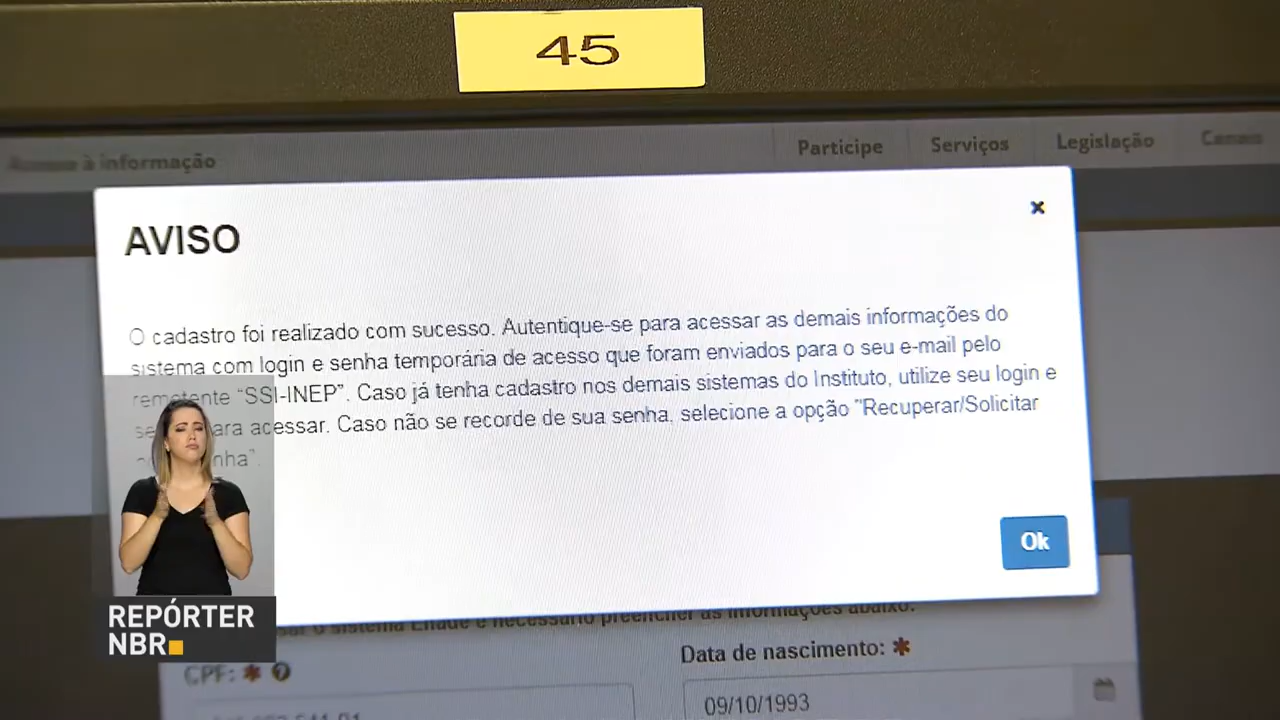 45
Acesso à informação
Participe
Serviços
Legislação
Canais
×
AVISO
O cadastro foi realizado com sucesso. Autentique-se para acessar as demais informações do
sistema com login e senha temporária de acesso que foram enviados para o seu e-mail pelo
remetente “SSI-INEP”. Caso já tenha cadastro nos demais sistemas do Instituto, utilize seu login e
para acessar. Caso não se recorde de sua senha, selecione a opção "Recuperar/Solicitar
Ok
REPÓRTER
NBR
o sistema Enade é necessário preencher as informações abaixo.
CPF: * ?
Data de nascimento: *
09/10/1993